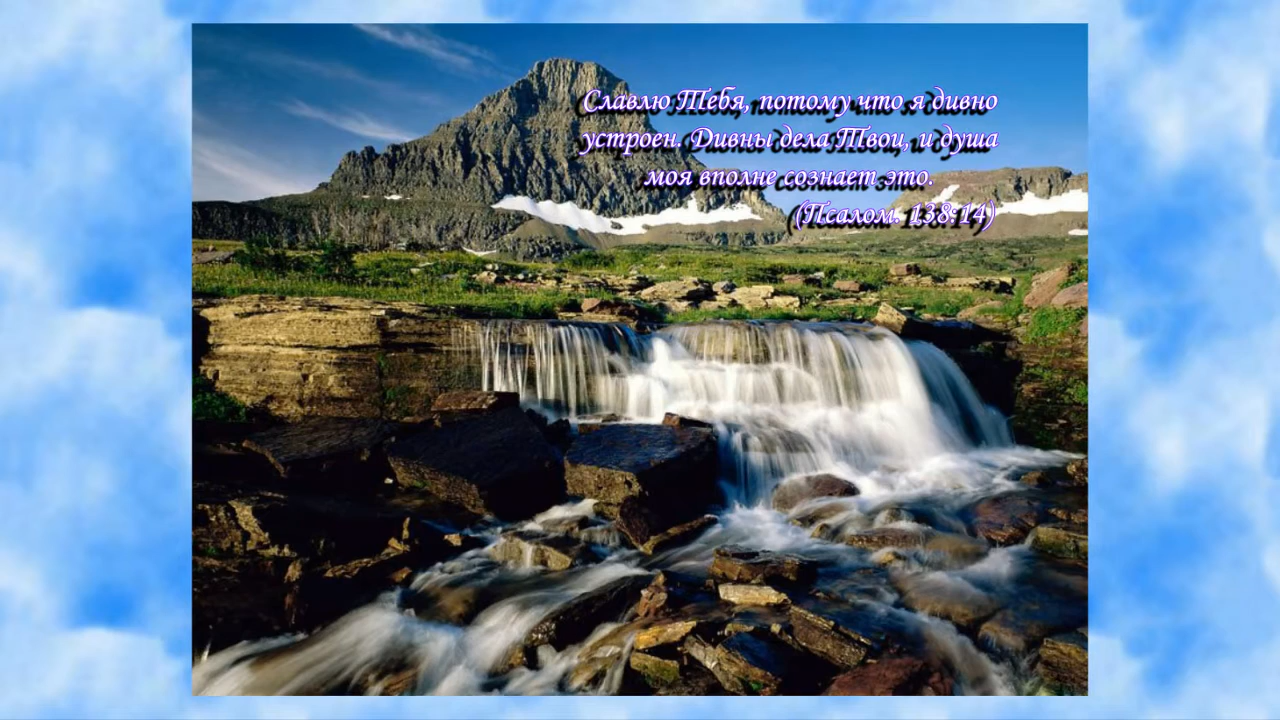 Славлю Тебя, потому что я дивно
устроен. Дивны дела Твои, и душа
моя вполне сознает это.
(Псалом. 138:14)